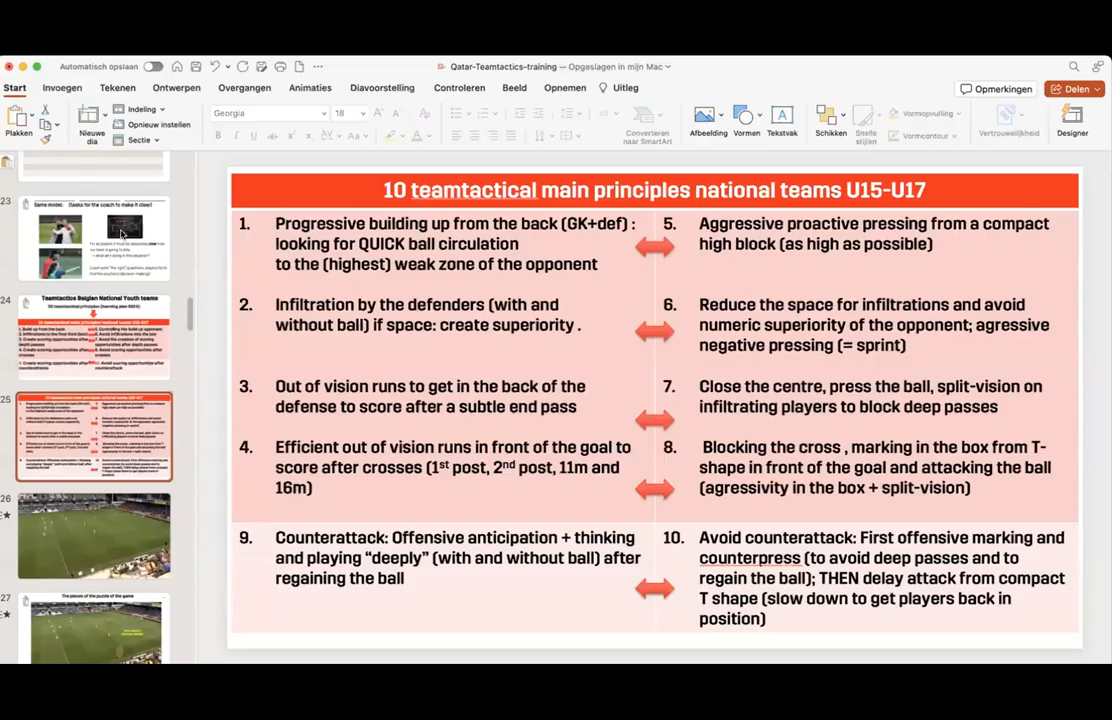 Automatisch opslaan
Qatar-Teamtactics-training — Opgeslagen in mijn Mac
Start
Invoegen
Tekenen
Ontwerpen
Overgangen
Animaties
Diavoorstelling
Controleren
Beeld
Opnemen
Uitleg
Opmerkingen
Delen
Plakken
Nieuwe
dia
Indeling
Opnieuw instellen
Sectie
Georgia
18
Converteren
naar SmartArt
Afbeelding
Vormen
Tekstvak
Schikken
Snelle
stijlen
Vormopvulling
Vormcontour
Vertrouwelijkheid
Designer
23
Game model:
24
Teamtactics Belgian National Youth teams
25
26
27
The pieces of the puzzle of the game
10 teamtactical main principles national teams U15-U17
1. Progressive building up from the back (GK+def) :
looking for QUICK ball circulation
to the (highest) weak zone of the opponent
5. Aggressive proactive pressing from a compact
high block (as high as possible)
2. Infiltration by the defenders (with and
without ball) if space: create superiority .
6. Reduce the space for infiltrations and avoid
numeric superiority of the opponent; agressive
negative pressing (= sprint)
3. Out of vision runs to get in the back of the
defense to score after a subtle end pass
7. Close the centre, press the ball, split-vision on
infiltrating players to block deep passes
4. Efficient out of vision runs in front of the goal to
score after crosses (1st post, 2nd post, 11m and
16m)
8. Blocking the cross , marking in the box from T-
shape in front of the goal and attacking the ball
(agressivity in the box + split-vision)
9. Counterattack: Offensive anticipation + thinking
and playing “deeply” (with and without ball) after
regaining the ball
10. Avoid counterattack: First offensive marking and
counterpress (to avoid deep passes and to
regain the ball); THEN delay attack from compact
T shape (slow down to get players back in
position)